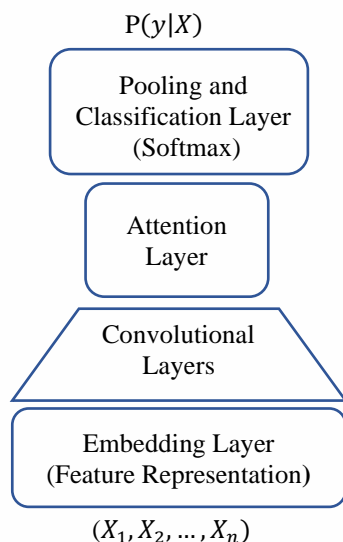 P(y|X)
Pooling and
Classification Layer
(Softmax)
Attention
Layer
Convolutional
Layers
Embedding Layer
(Feature Representation)
(X₁, X₂, … , Xₙ)